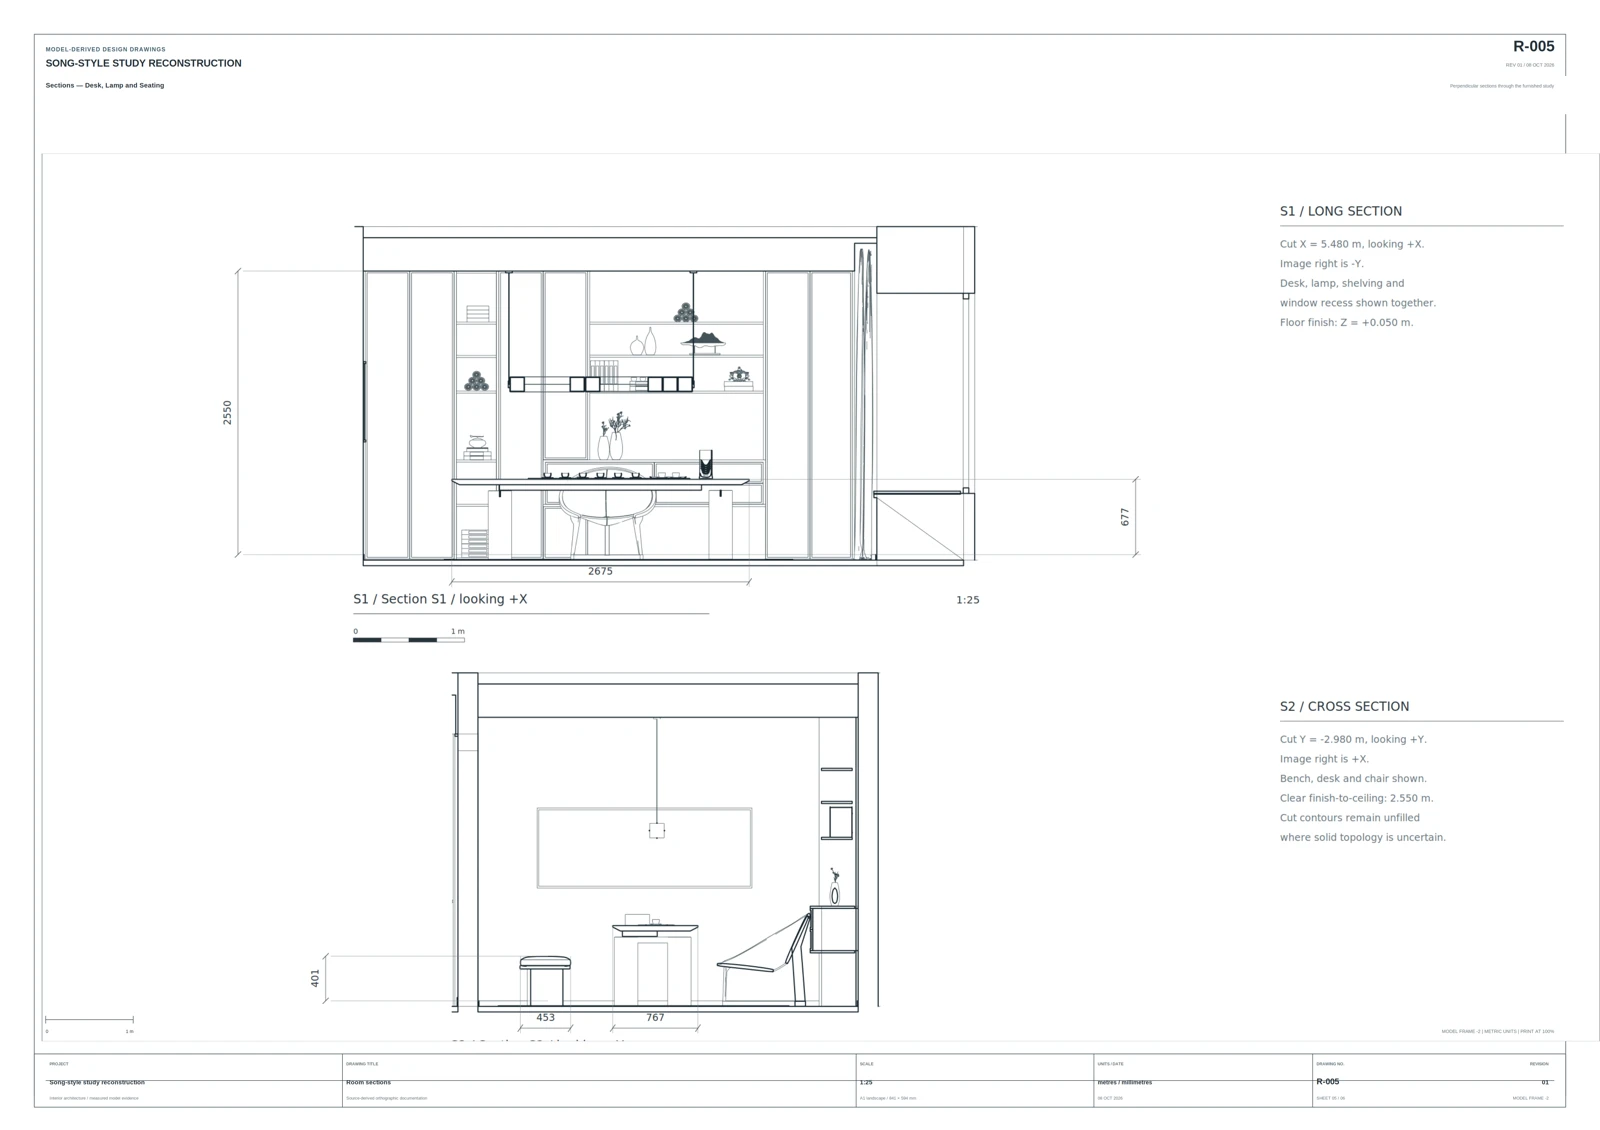 MODEL-DERIVED DESIGN DRAWINGS
SONG-STYLE STUDY RECONSTRUCTION
Sections — Desk, Lamp and Seating
R-005
REV 01 / 08 OCT 2026
Perpendicular sections through the furnished study
S1 / LONG SECTION
Cut X = 5.480 m, looking +X.
Image right is -Y.
Desk, lamp, shelving and
window recess shown together.
Floor finish: Z = +0.050 m.
2550
677
2675
S1 / Section S1 / looking +X
1:25
0 1 m
S2 / CROSS SECTION
Cut Y = -2.980 m, looking +Y.
Image right is +X.
Bench, desk and chair shown.
Clear finish-to-ceiling: 2.550 m.
Cut contours remain unfilled
where solid topology is uncertain.
401
453
767
0 1 m
MODEL FRAME -2 | METRIC UNITS | PRINT AT 100%
PROJECT
Song-style study reconstruction
Interior architecture / measured model evidence
DRAWING TITLE
Room sections
Source-derived orthographic documentation
SCALE
1:25
A1 landscape / 841 × 594 mm
UNITS / DATE
metres / millimetres
08 OCT 2026
DRAWING NO.
R-005
SHEET 05 / 06
REVISION
01
MODEL FRAME -2